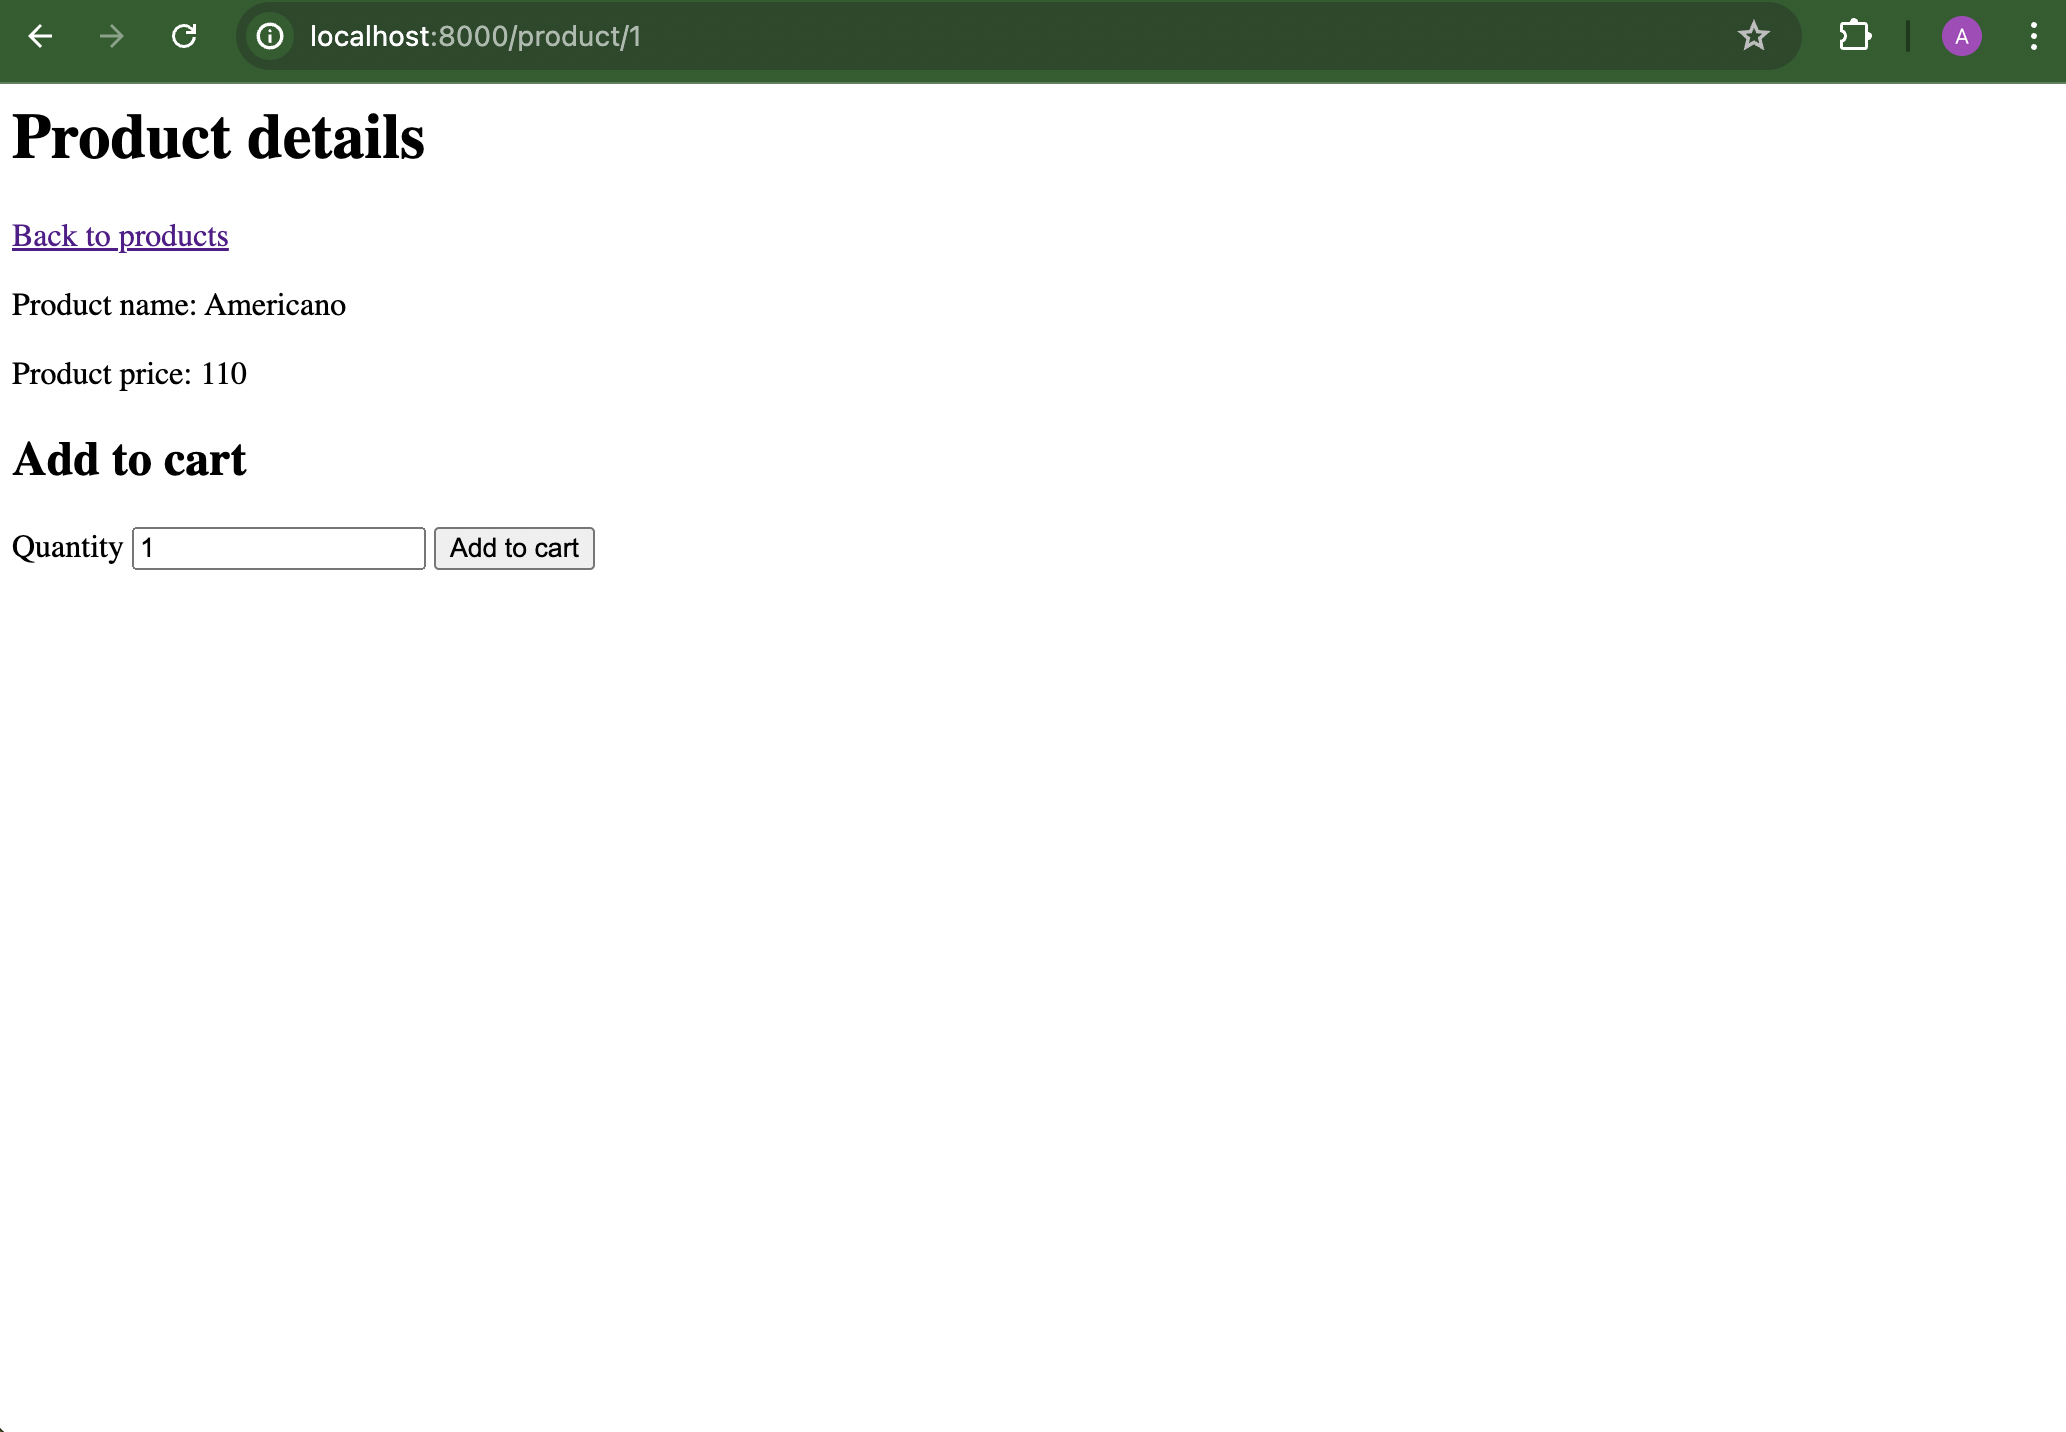 localhost:8000/product/1
A
Product details
Back to products
Product name: Americano
Product price: 110
Add to cart
Quantity 1 Add to cart